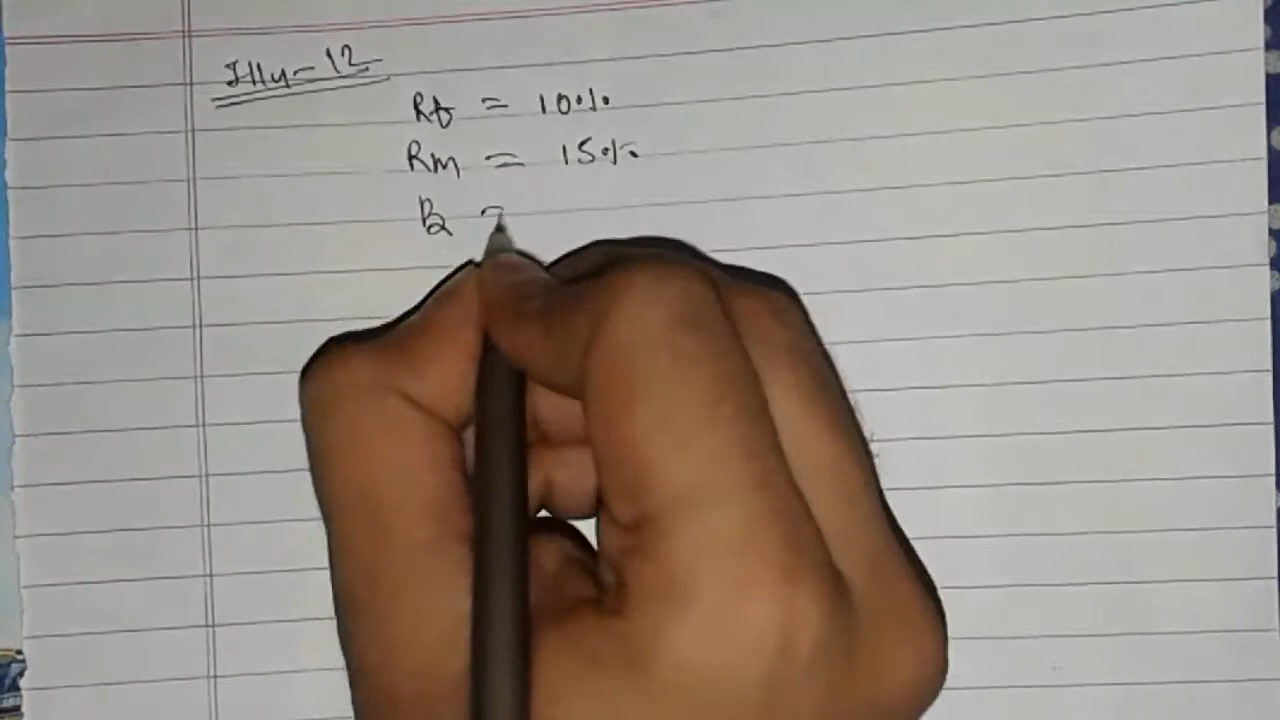 Illu-12
Rf = 10%
Rm = 15%
B =